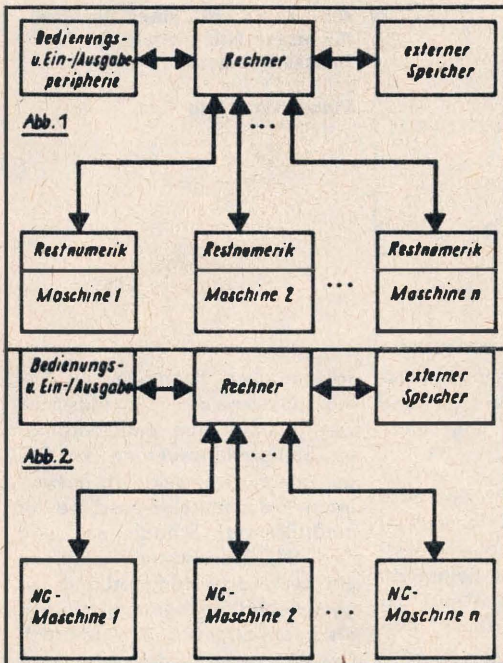 Bedienungs-
u. Ein-/Ausgabe
peripherie
Rechner
externer
Speicher
Abb. 1
...
Restnumerik
Maschine 1
Restnumerik
Maschine 2
...
Restnumerik
Maschine n
Bedienungs-
u. Ein-/Ausgabe
Rechner
externer
Speicher
Abb. 2
...
NC-
Maschine 1
NC-
Maschine 2
...
NC-
Maschine n